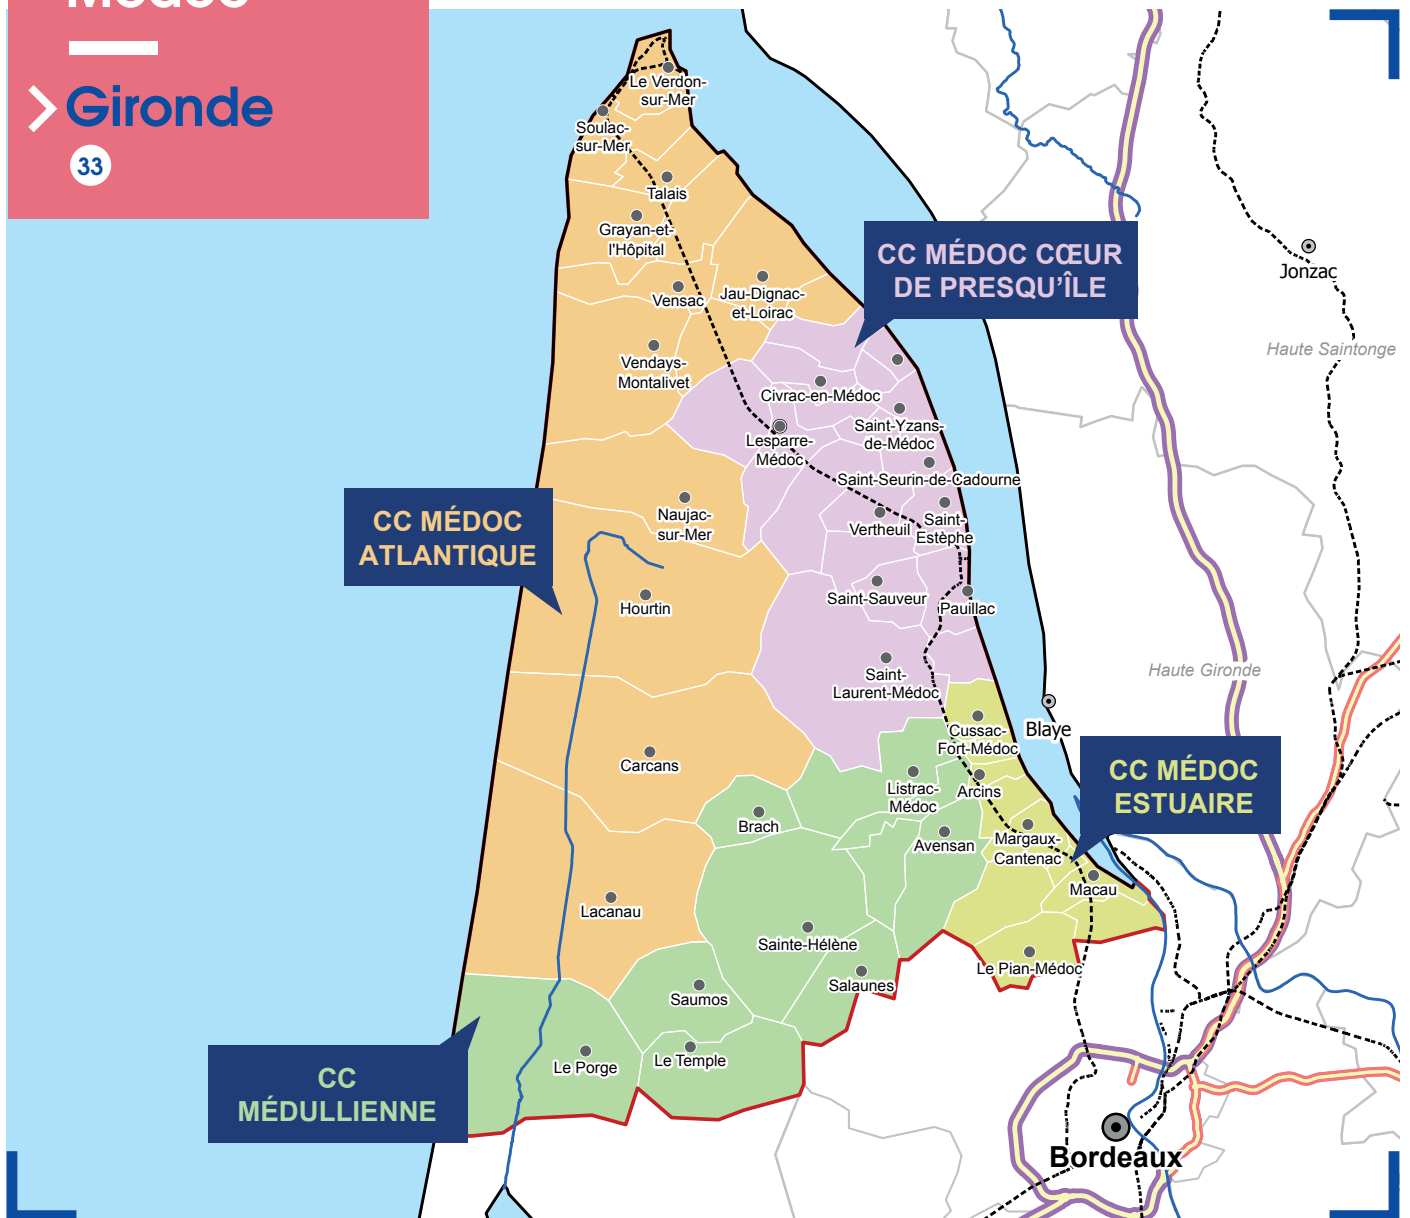 Médoc
Gironde
33
Le Verdon-
sur-Mer
Soulac-
sur-Mer
Talais
Grayan-et-
l'Hôpital
CC MÉDOC CŒUR
DE PRESQU'ÎLE
Jonzac
Vensac
Jau-Dignac-
et-Loirac
Haute Saintonge
Vendays-
Montalivet
Civrac-en-Médoc
Lesparre-
Médoc
Saint-Yzans-
de-Médoc
Saint-Seurin-de-Cadourne
CC MÉDOC
ATLANTIQUE
Naujac-
sur-Mer
Vertheuil
Saint-
Estèphe
Hourtin
Saint-Sauveur
Pauillac
Saint-
Laurent-Médoc
Haute Gironde
Blaye
Cussac-
Fort-Médoc
Carcans
CC MÉDOC
ESTUAIRE
Listrac-
Médoc
Arcins
Brach
Avensan
Margaux-
Cantenac
Macau
Lacanau
Sainte-Hélène
Le Pian-Médoc
Saumos
Salaunes
Le Porge
Le Temple
CC
MÉDULLIENNE
Bordeaux